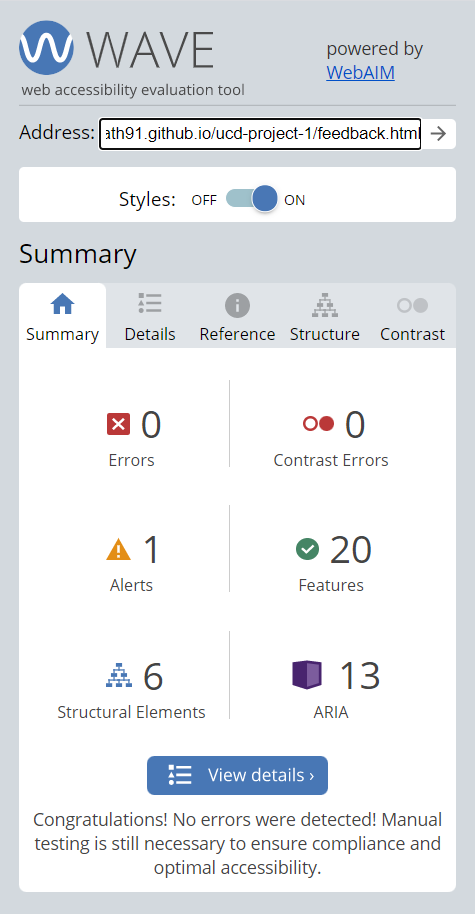 WAVE
web accessibility evaluation tool
powered by
WebAIM
Address: ath91.github.io/ucd-project-1/feedback.html
Styles: OFF ON
Summary
Summary Details Reference Structure Contrast
0
Errors
0
Contrast Errors
1
Alerts
20
Features
6
Structural Elements
13
ARIA
View details ›
Congratulations! No errors were detected! Manual
testing is still necessary to ensure compliance and
optimal accessibility.